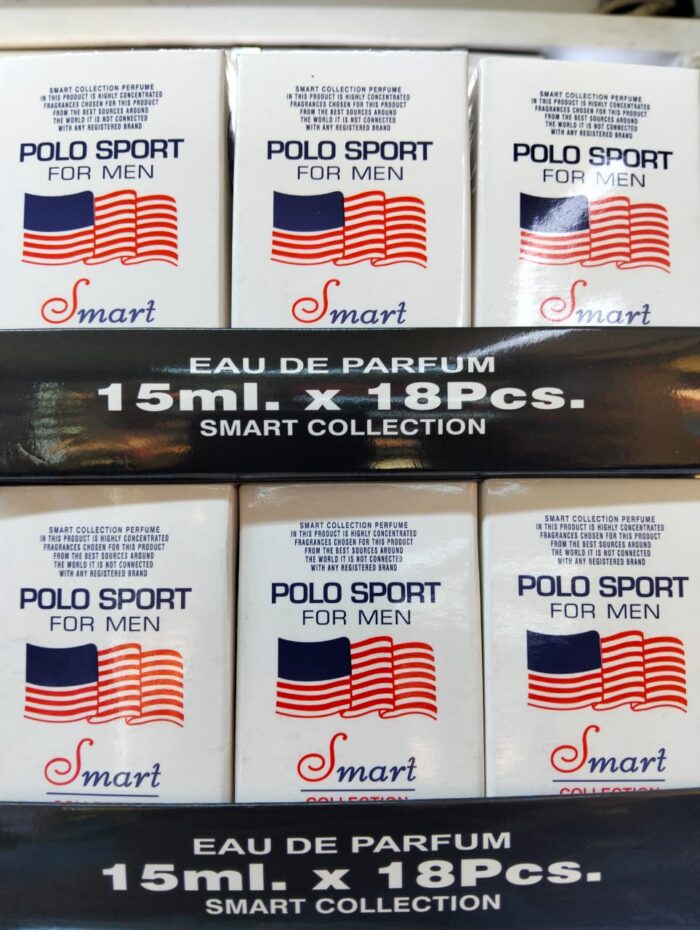 SMART COLLECTION PERFUME
IN THIS PRODUCT IS HIGHLY CONCENTRATED
FRAGRANCES CHOSEN FOR THIS PRODUCT
FROM THE BEST SOURCES AROUND
THE WORLD IT IS NOT CONNECTED
WITH ANY REGISTERED BRAND
POLO SPORT
FOR MEN
Smart
SMART COLLECTION PERFUME
IN THIS PRODUCT IS HIGHLY CONCENTRATED
FRAGRANCES CHOSEN FOR THIS PRODUCT
FROM THE BEST SOURCES AROUND
THE WORLD IT IS NOT CONNECTED
WITH ANY REGISTERED BRAND
POLO SPORT
FOR MEN
Smart
SMART COLLECTION PERFUME
IN THIS PRODUCT IS HIGHLY CONCENTRATED
FRAGRANCES CHOSEN FOR THIS PRODUCT
FROM THE BEST SOURCES AROUND
THE WORLD IT IS NOT CONNECTED
WITH ANY REGISTERED BRAND
POLO SPORT
FOR MEN
Smart
EAU DE PARFUM
15ml. x 18Pcs.
SMART COLLECTION
SMART COLLECTION PERFUME
IN THIS PRODUCT IS HIGHLY CONCENTRATED
FRAGRANCES CHOSEN FOR THIS PRODUCT
FROM THE BEST SOURCES AROUND
THE WORLD IT IS NOT CONNECTED
WITH ANY REGISTERED BRAND
POLO SPORT
FOR MEN
Smart
COLLECTION
SMART COLLECTION PERFUME
IN THIS PRODUCT IS HIGHLY CONCENTRATED
FRAGRANCES CHOSEN FOR THIS PRODUCT
FROM THE BEST SOURCES AROUND
THE WORLD IT IS NOT CONNECTED
WITH ANY REGISTERED BRAND
POLO SPORT
FOR MEN
Smart
COLLECTION
SMART COLLECTION PERFUME
IN THIS PRODUCT IS HIGHLY CONCENTRATED
FRAGRANCES CHOSEN FOR THIS PRODUCT
FROM THE BEST SOURCES AROUND
THE WORLD IT IS NOT CONNECTED
WITH ANY REGISTERED BRAND
POLO SPORT
FOR MEN
Smart
COLLECTION
EAU DE PARFUM
15ml. x 18Pcs.
SMART COLLECTION